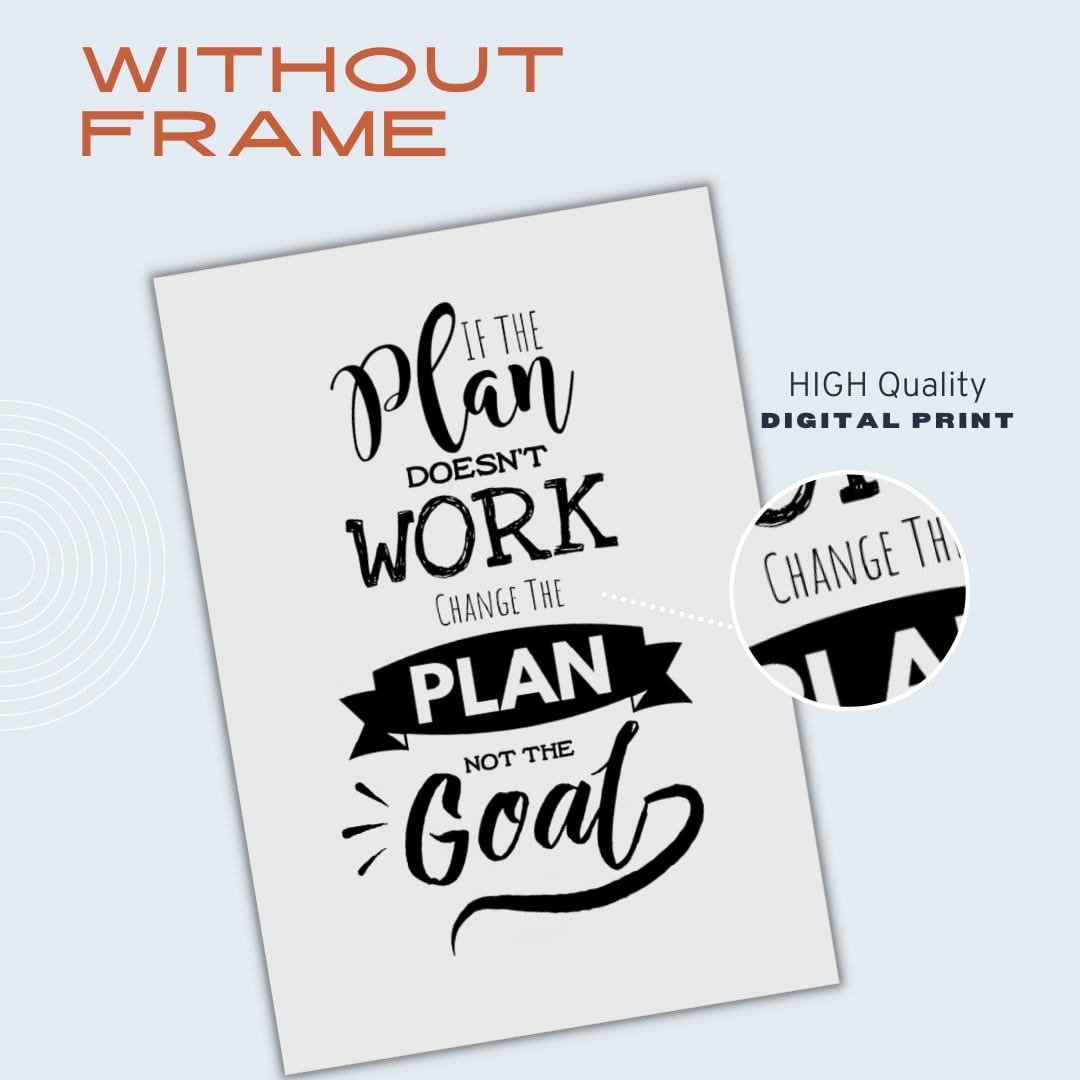 WITHOUT
FRAME
IF THE
Plan
DOESN'T
WORK
CHANGE THE
PLAN
NOT THE
Goal
HIGH Quality
DIGITAL PRINT
CHANGE TH
PLA